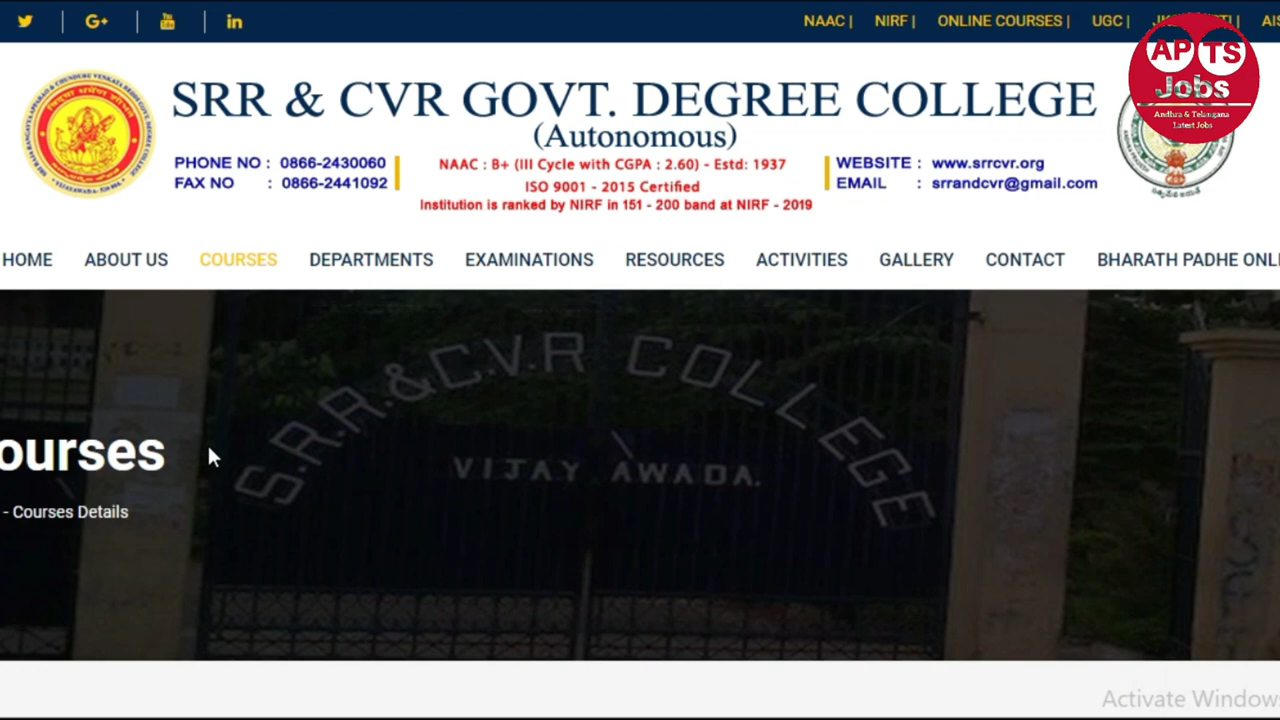 NAAC | NIRF | ONLINE COURSES | UGC |
AP TS
Jobs
Andhra & Telangana
Latest Jobs
SRR & CVR GOVT. DEGREE COLLEGE
(Autonomous)
PHONE NO : 0866-2430060
FAX NO : 0866-2441092
NAAC : B+ (III Cycle with CGPA : 2.60) - Estd: 1937
ISO 9001 - 2015 Certified
Institution is ranked by NIRF in 151 - 200 band at NIRF - 2019
WEBSITE : www.srrcvr.org
EMAIL : srrandcvr@gmail.com
HOME ABOUT US COURSES DEPARTMENTS EXAMINATIONS RESOURCES ACTIVITIES GALLERY CONTACT BHARATH PADHE ONLI
S.R.R.&C.V.R COLLEGE
VIJAYAWADA.
ourses
- Courses Details
Activate Window